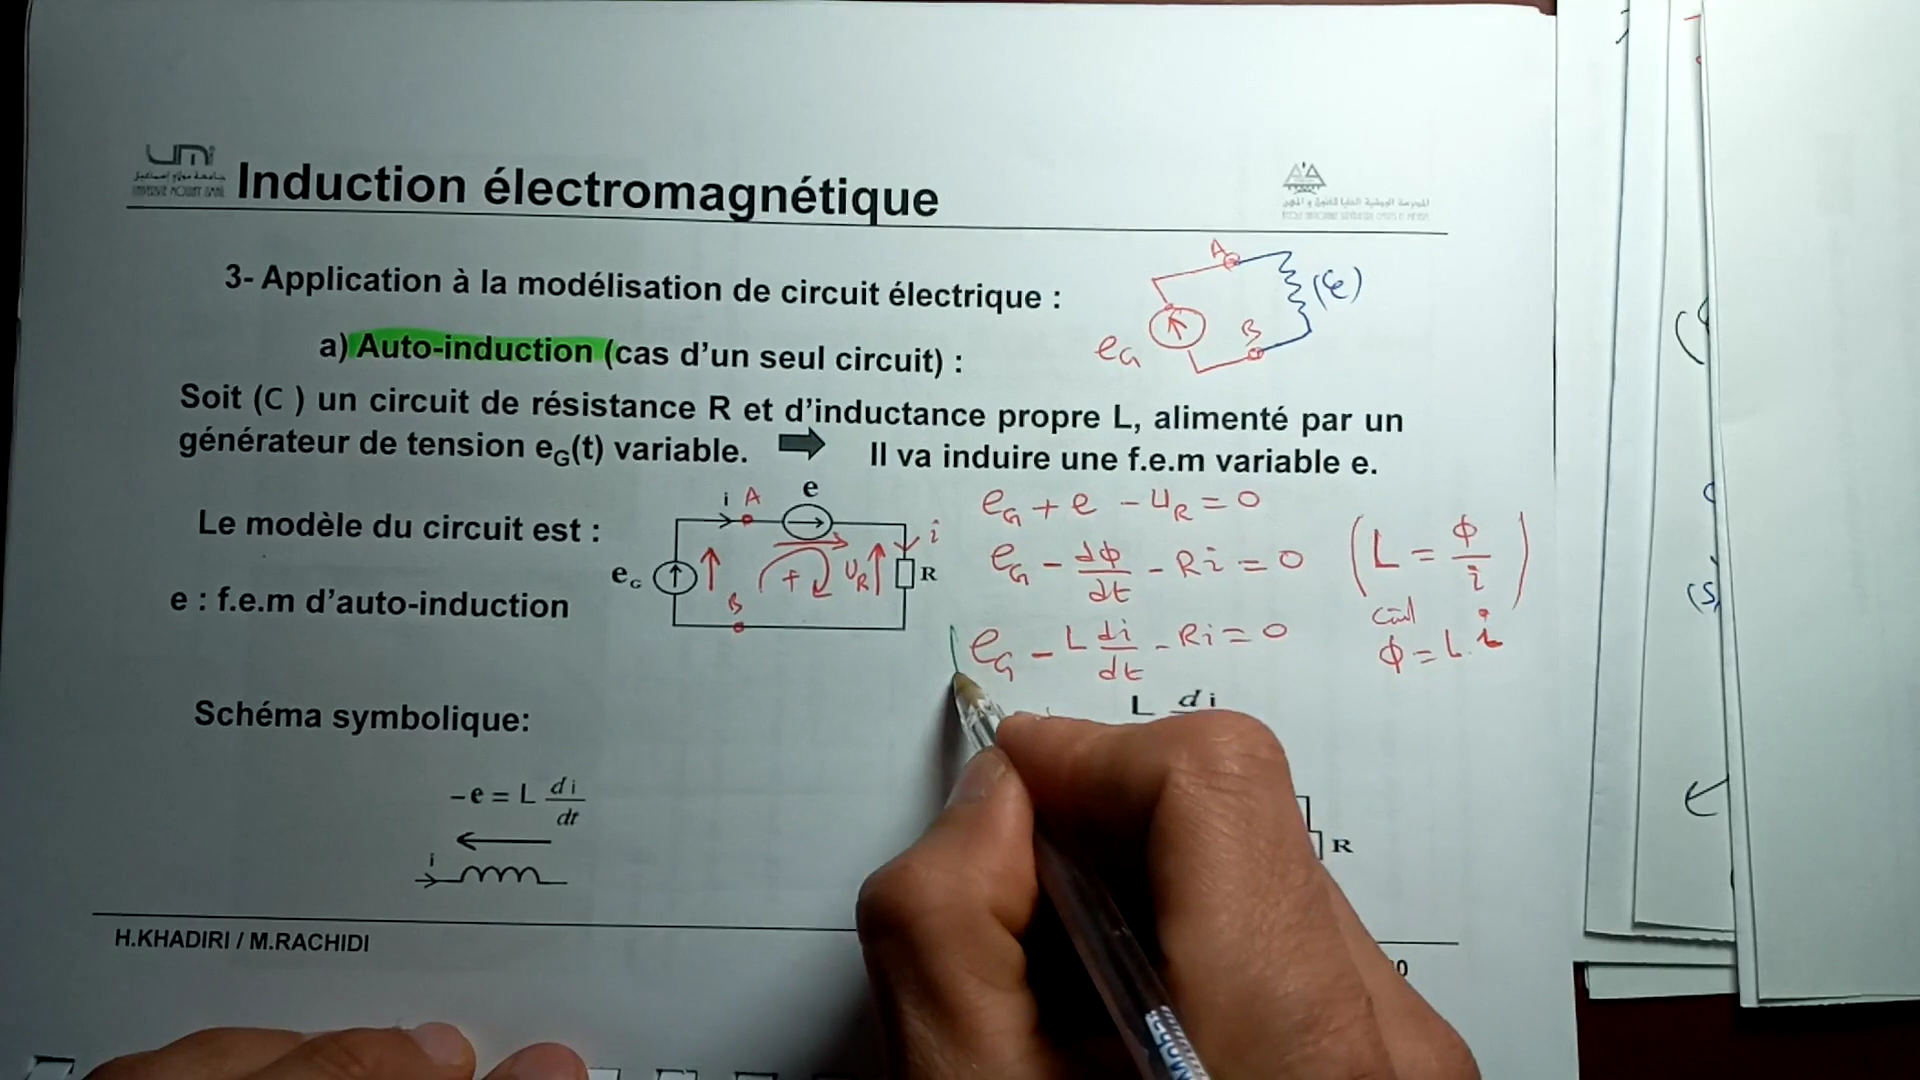 umi
Induction électromagnétique
3- Application à la modélisation de circuit électrique :
A
(C)
B
eG
a) Auto-induction (cas d'un seul circuit) :
Soit (C ) un circuit de résistance R et d'inductance propre L, alimenté par un
générateur de tension eG(t) variable. Il va induire une f.e.m variable e.
Le modèle du circuit est :
e : f.e.m d'auto-induction
i A e
i
eG + UR R
B
eG + e - UR = 0
eG - dϕ/dt - Ri = 0 (L = ϕ/i)
eG - L di/dt - Ri = 0
ϕ = L.i
Schéma symbolique:
L di
-e = L di/dt
i
R
H.KHADIRI / M.RACHIDI
0